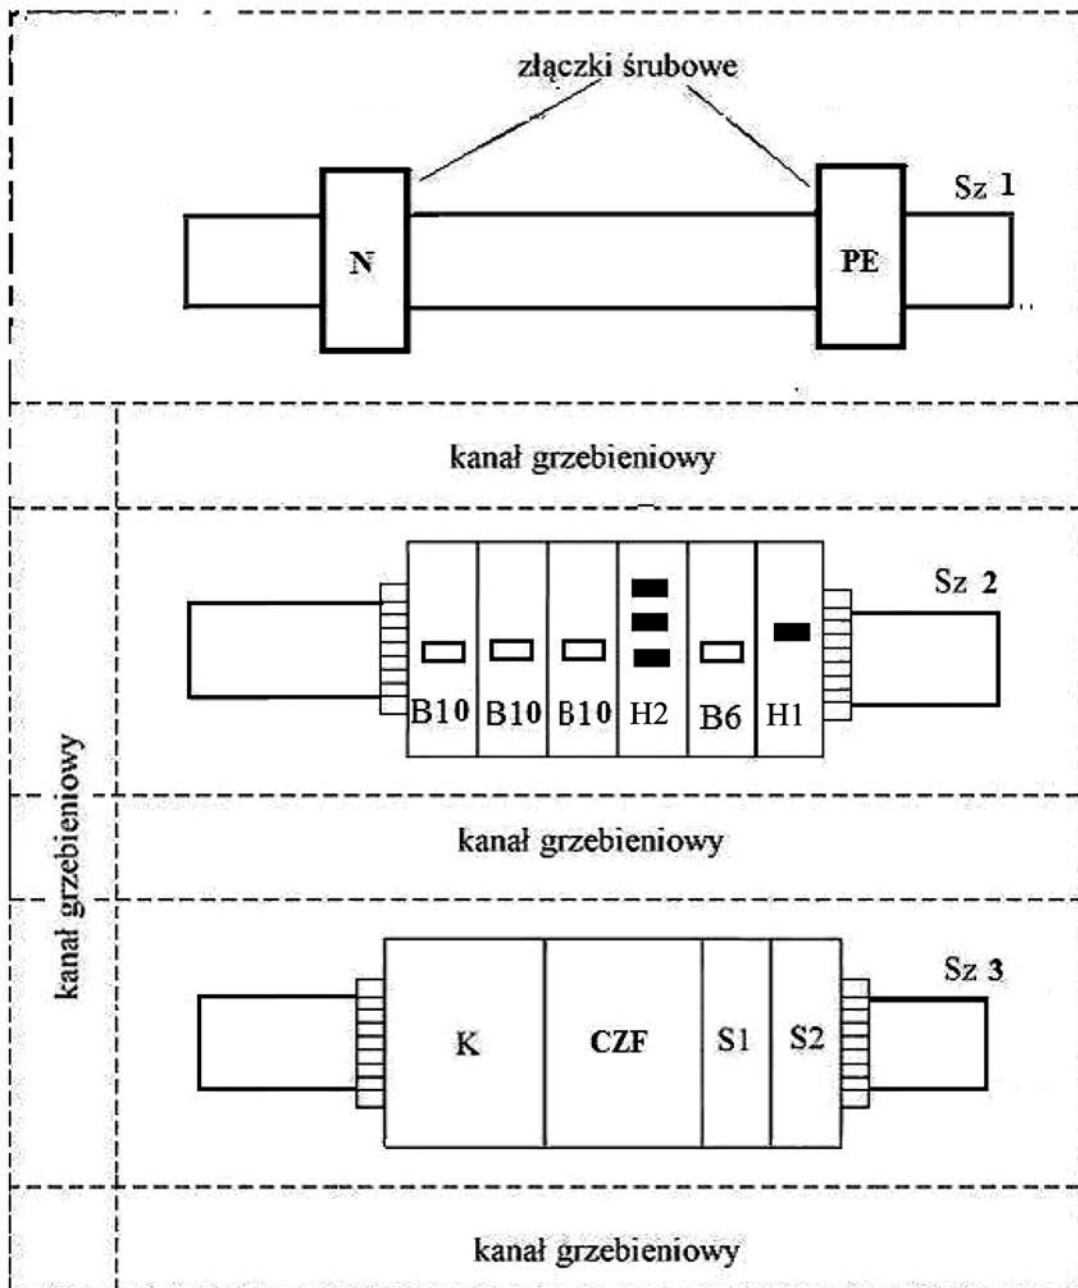 złączki śrubowe
Sz 1
N
PE
kanał grzebieniowy
Sz 2
B10 B10 B10 H2 B6 H1
kanał grzebieniowy
kanał grzebieniowy
Sz 3
K CZF S1 S2
kanał grzebieniowy